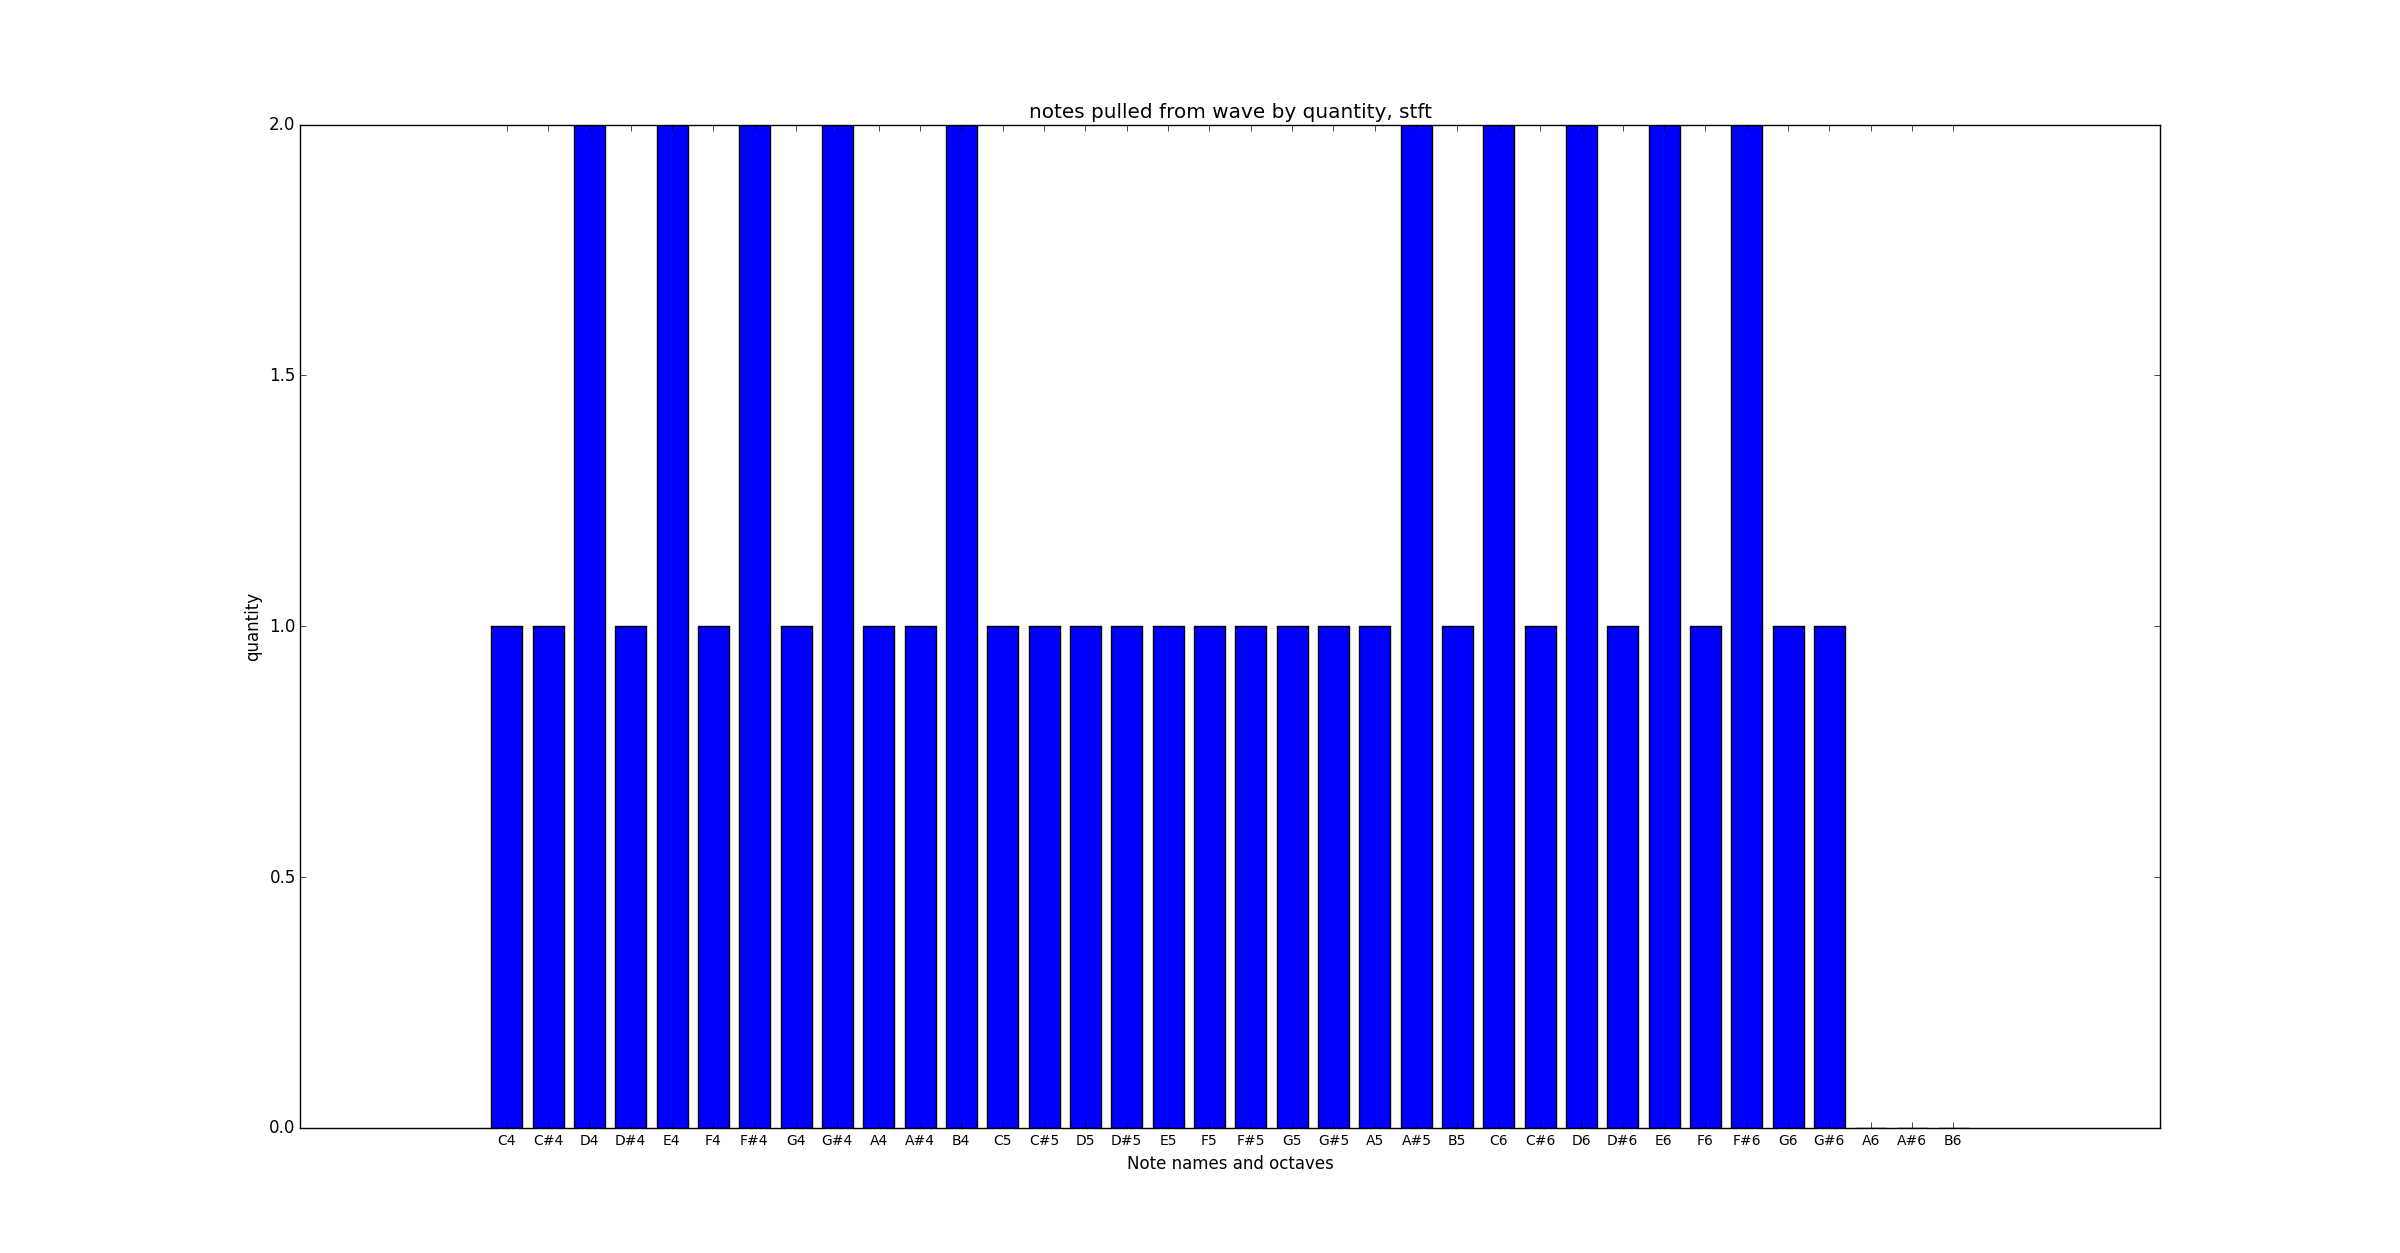 notes pulled from wave by quantity, stft
2.0
1.5
1.0
0.5
0.0
quantity
C4 C#4 D4 D#4 E4 F4 F#4 G4 G#4 A4 A#4 B4 C5 C#5 D5 D#5 E5 F5 F#5 G5 G#5 A5 A#5 B5 C6 C#6 D6 D#6 E6 F6 F#6 G6 G#6 A6 A#6 B6
Note names and octaves